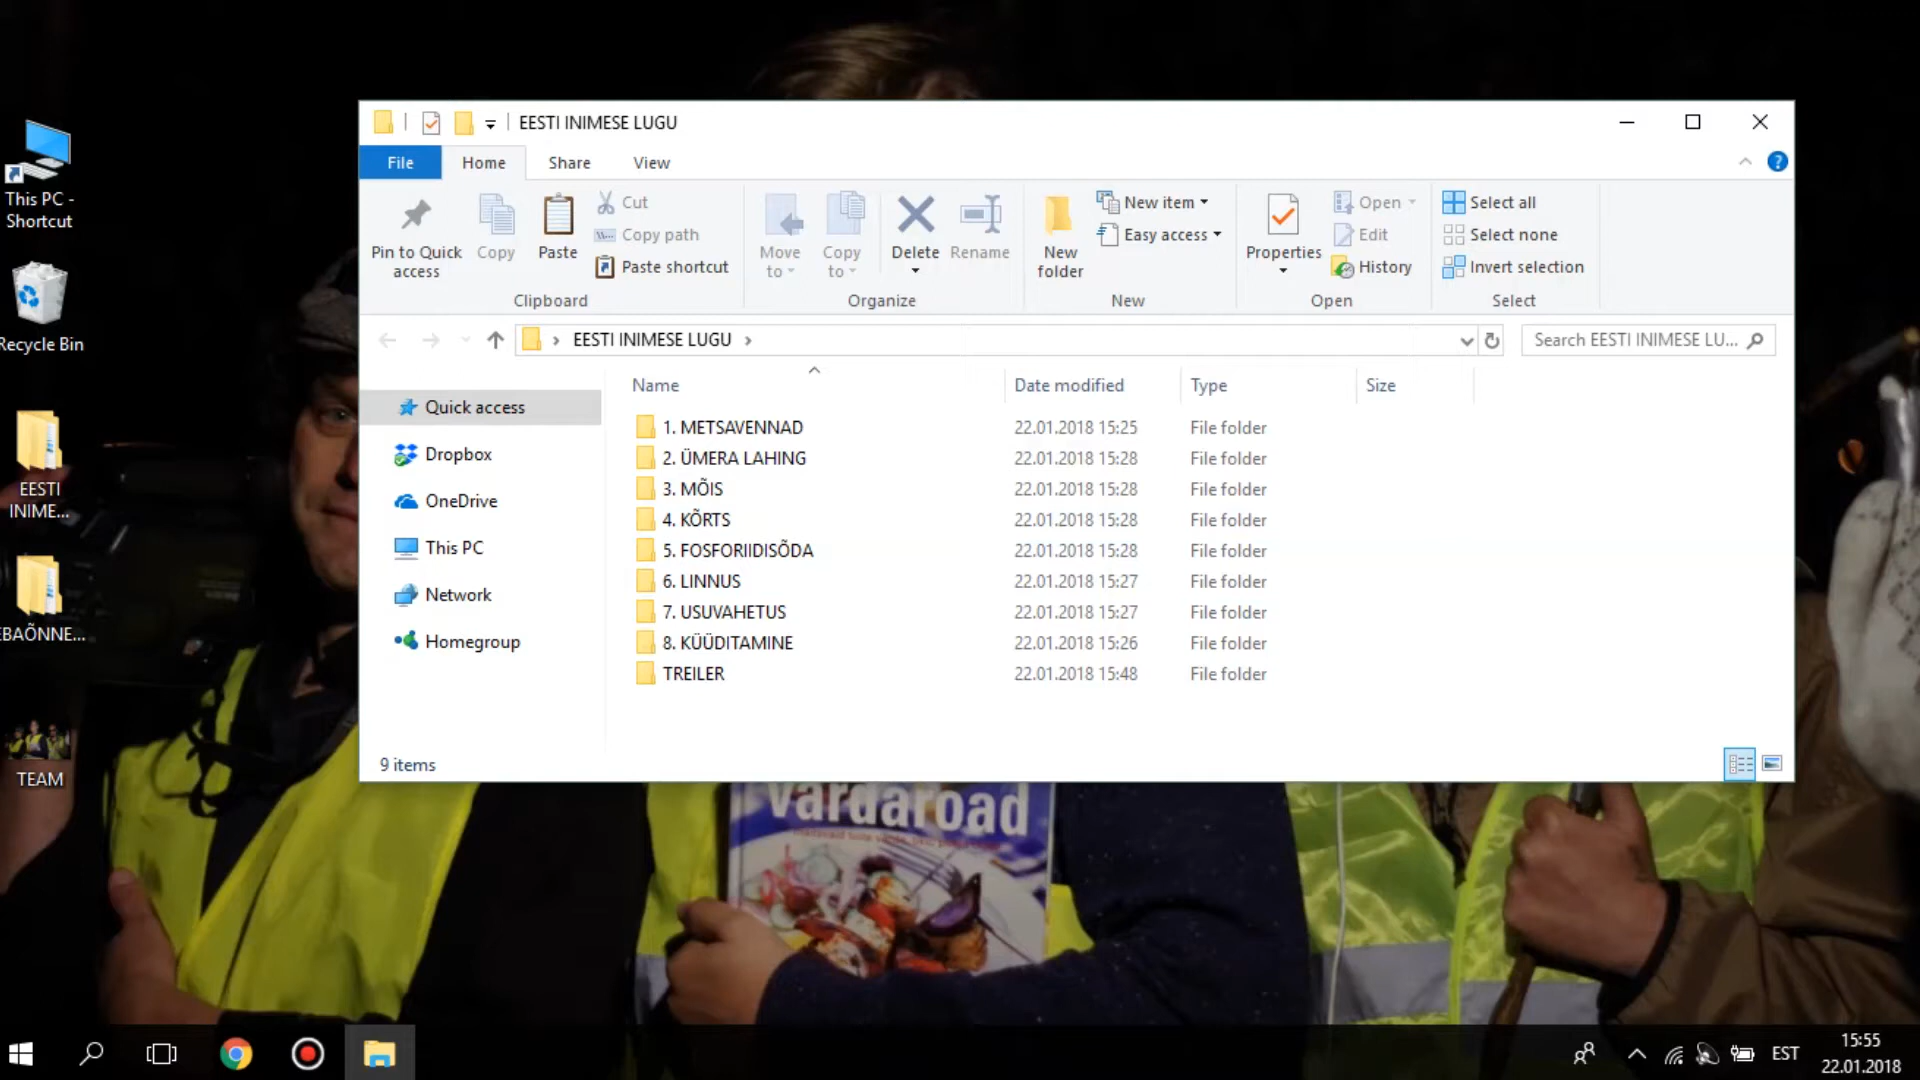 This PC -
Shortcut
Recycle Bin
EESTI
INIME...
EBAÕNNE...
TEAM
EESTI INIMESE LUGU
File
Home
Share
View
Pin to Quick
access
Copy
Paste
Cut
Copy path
Paste shortcut
Clipboard
Move
to
Copy
to
Delete
Rename
Organize
New
folder
New item
Easy access
New
Properties
Open
Edit
History
Open
Select all
Select none
Invert selection
Select
EESTI INIMESE LUGU
Search EESTI INIMESE LU...
Quick access
Dropbox
OneDrive
This PC
Network
Homegroup
Name Date modified Type Size
1. METSAVENNAD 22.01.2018 15:25 File folder
2. ÜMERA LAHING 22.01.2018 15:28 File folder
3. MÕIS 22.01.2018 15:28 File folder
4. KÕRTS 22.01.2018 15:28 File folder
5. FOSFORIIDISÕDA 22.01.2018 15:28 File folder
6. LINNUS 22.01.2018 15:27 File folder
7. USUVAHETUS 22.01.2018 15:27 File folder
8. KÜÜDITAMINE 22.01.2018 15:26 File folder
TREILER 22.01.2018 15:48 File folder
9 items
Vardaroad
EST
15:55
22.01.2018